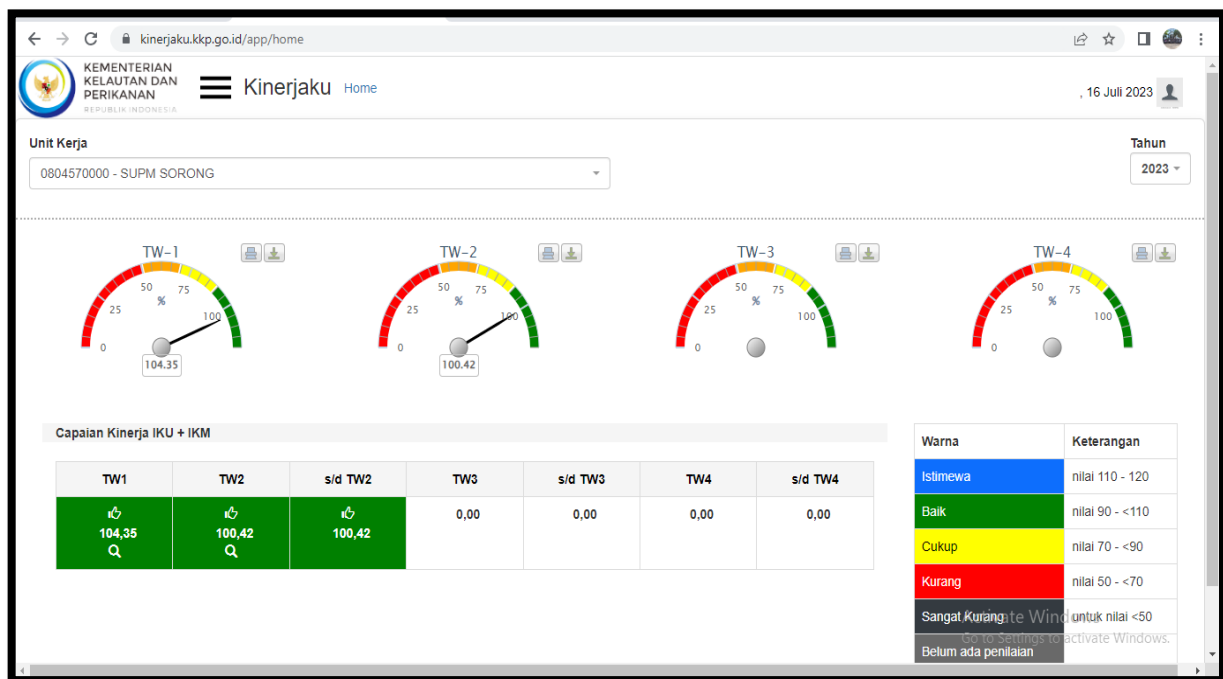 kinerjaku.kkp.go.id/app/home
KEMENTERIAN
KELAUTAN DAN
PERIKANAN
REPUBLIK INDONESIA
Kinerjaku Home
, 16 Juli 2023
Unit Kerja
Tahun
0804570000 - SUPM SORONG
2023
TW-1
0
25
50
75
100
%
104.35
TW-2
0
25
50
75
100
%
100.42
TW-3
0
25
50
75
100
%
TW-4
0
25
50
75
100
%
Capaian Kinerja IKU + IKM
TW1 TW2 s/d TW2 TW3 s/d TW3 TW4 s/d TW4
104,35 100,42 100,42 0,00 0,00 0,00 0,00
Warna Keterangan
Istimewa nilai 110 - 120
Baik nilai 90 - <110
Cukup nilai 70 - <90
Kurang nilai 50 - <70
Sangat Kurang untuk nilai <50
Belum ada penilaian
Activate Windows
Go to Settings to activate Windows.